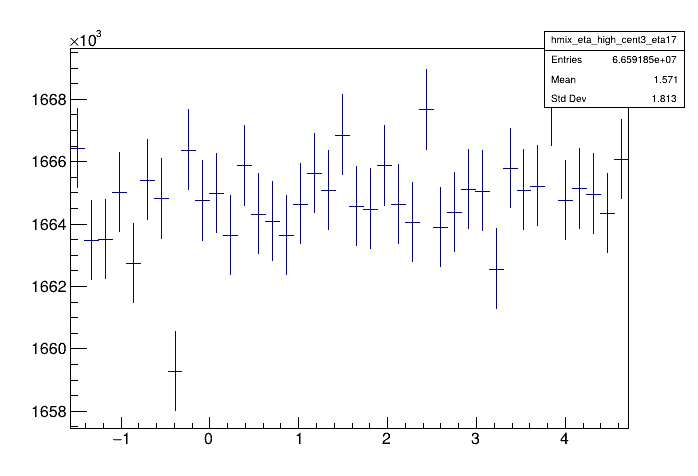 ×10³
hmix_eta_high_cent3_eta17
Entries 6.659185e+07
Mean 1.571
Std Dev 1.813
1668
1666
1664
1662
1660
1658
−1 0 1 2 3 4